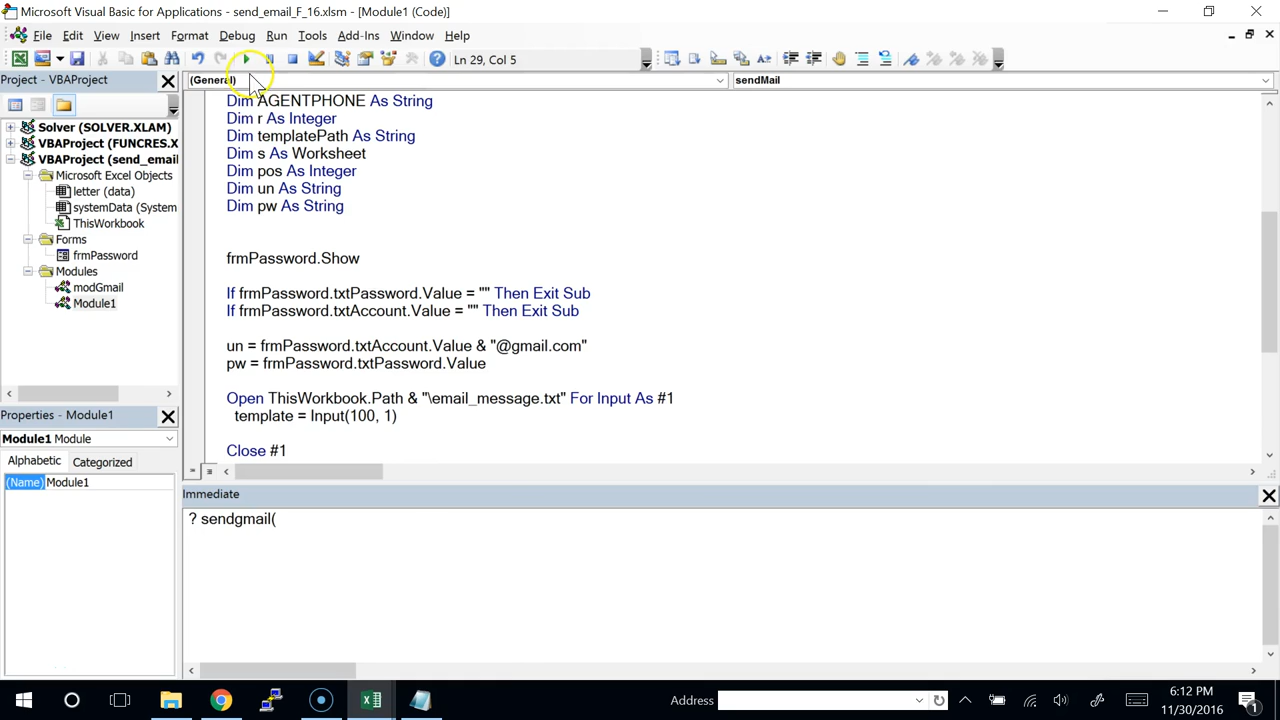 Microsoft Visual Basic for Applications - send_email_F_16.xlsm - [Module1 (Code)]
File Edit View Insert Format Debug Run Tools Add-Ins Window Help
Ln 29, Col 5
Project - VBAProject
(General) sendMail
Solver (SOLVER.XLAM)
VBAProject (FUNCRES.X
VBAProject (send_email
Microsoft Excel Objects
letter (data)
systemData (System
ThisWorkbook
Forms
frmPassword
Modules
modGmail
Module1
Dim AGENTPHONE As String
Dim r As Integer
Dim templatePath As String
Dim s As Worksheet
Dim pos As Integer
Dim un As String
Dim pw As String
frmPassword.Show
If frmPassword.txtPassword.Value = "" Then Exit Sub
If frmPassword.txtAccount.Value = "" Then Exit Sub
un = frmPassword.txtAccount.Value & "@gmail.com"
pw = frmPassword.txtPassword.Value
Open ThisWorkbook.Path & "\email_message.txt" For Input As #1
template = Input(100, 1)
Close #1
Properties - Module1
Module1 Module
Alphabetic Categorized
(Name) Module1
Immediate
? sendgmail(
Address
6:12 PM
11/30/2016
1